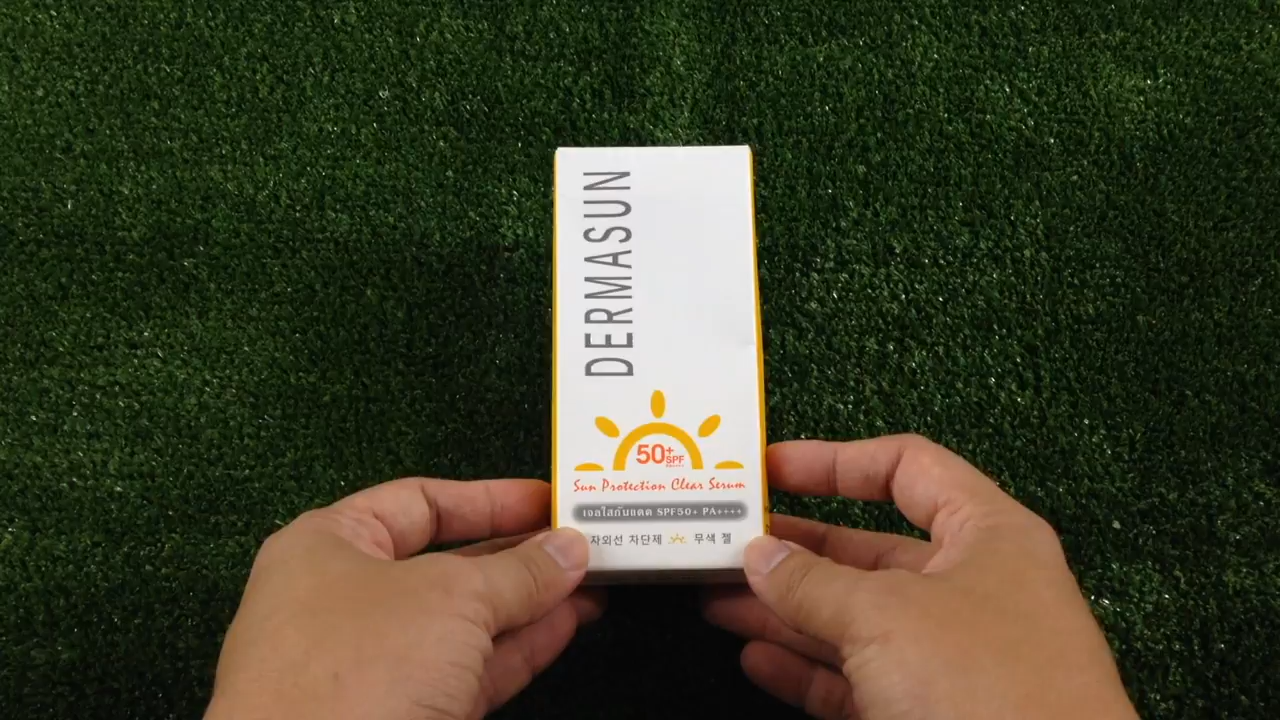 DERMASUN
50+
SPF
PA++++
Sun Protection Clear Serum
เจลใสกันแดด SPF50+ PA++++
자외선 차단제 무색 젤